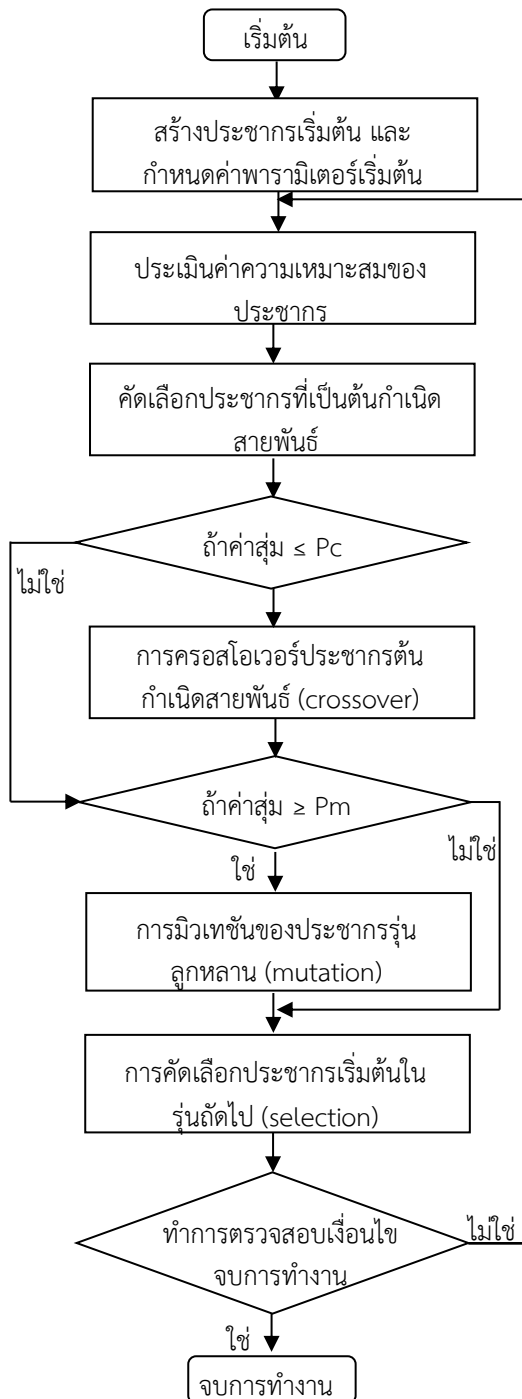 เริ่มต้น
สร้างประชากรเริ่มต้น และ
กำหนดค่าพารามิเตอร์เริ่มต้น
ประเมินค่าความเหมาะสมของ
ประชากร
คัดเลือกประชากรที่เป็นต้นกำเนิด
สายพันธ์
ถ้าค่าสุ่ม ≤ Pc
ไม่ใช่
การครอสโอเวอร์ประชากรต้น
กำเนิดสายพันธ์ (crossover)
ถ้าค่าสุ่ม ≥ Pm
ไม่ใช่
ใช่
การมิวเทชันของประชากรรุ่น
ลูกหลาน (mutation)
การคัดเลือกประชากรเริ่มต้นใน
รุ่นถัดไป (selection)
ทำการตรวจสอบเงื่อนไข
จบการทำงาน
ไม่ใช่
ใช่
จบการทำงาน